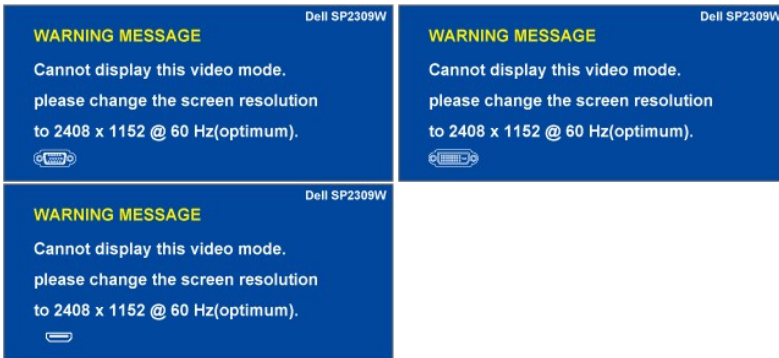 Dell SP2309W
WARNING MESSAGE
Cannot display this video mode.
please change the screen resolution
to 2408 x 1152 @ 60 Hz(optimum).
Dell SP2309W
WARNING MESSAGE
Cannot display this video mode.
please change the screen resolution
to 2408 x 1152 @ 60 Hz(optimum).
Dell SP2309W
WARNING MESSAGE
Cannot display this video mode.
please change the screen resolution
to 2408 x 1152 @ 60 Hz(optimum).